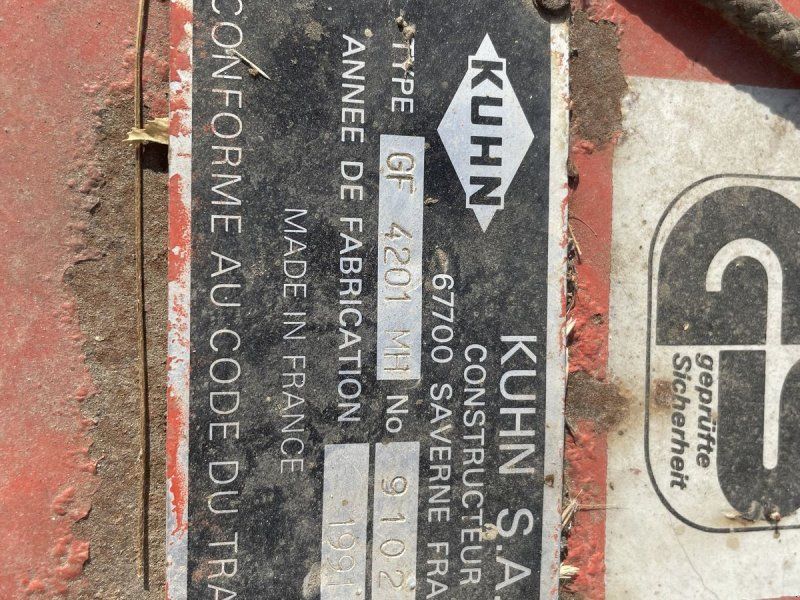 KUHN
KUHN S.A.
CONSTRUCTEUR
67700 SAVERNE FRA
TYPE GF 4201 MH No 9102
ANNEE DE FABRICATION 1991
MADE IN FRANCE
CONFORME AU CODE DU TRA
geprüfte
Sicherheit